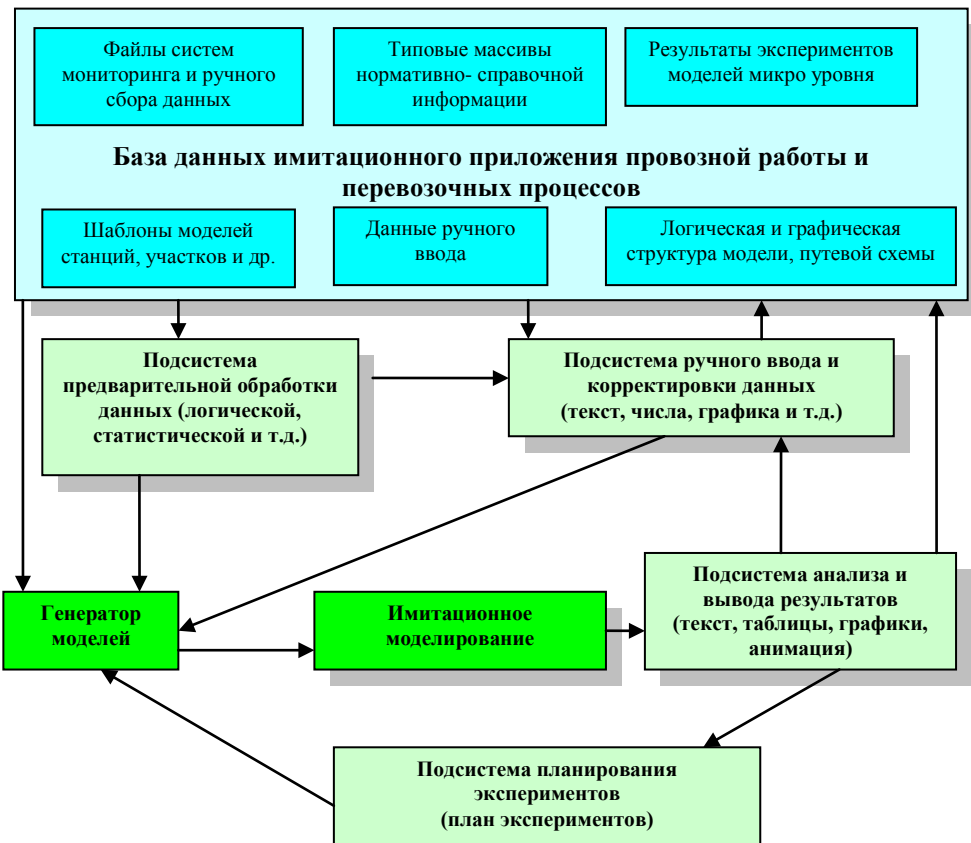 Файлы систем
мониторинга и ручного
сбора данных
Типовые массивы
нормативно- справочной
информации
Результаты экспериментов
моделей микро уровня
База данных имитационного приложения провозной работы и
перевозочных процессов
Шаблоны моделей
станций, участков и др.
Данные ручного
ввода
Логическая и графическая
структура модели, путевой схемы
Подсистема
предварительной обработки
данных (логической,
статистической и т.д.)
Подсистема ручного ввода и
корректировки данных
(текст, числа, графика и т.д.)
Генератор
моделей
Имитационное
моделирование
Подсистема анализа и
вывода результатов
(текст, таблицы, графики,
анимация)
Подсистема планирования
экспериментов
(план экспериментов)